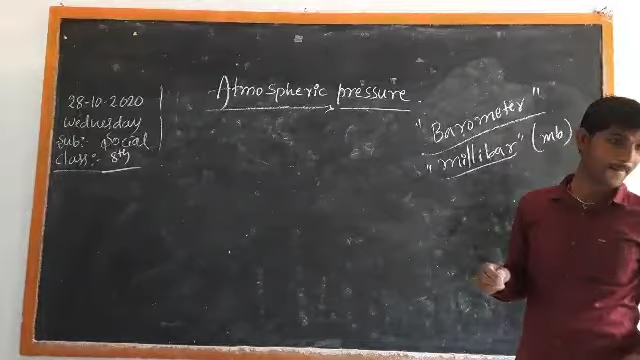 28-10-2020
Wednesday
Sub:- Social
Class:- 8th
Atmospheric pressure.
"Barometer"
"millibar" (mb)